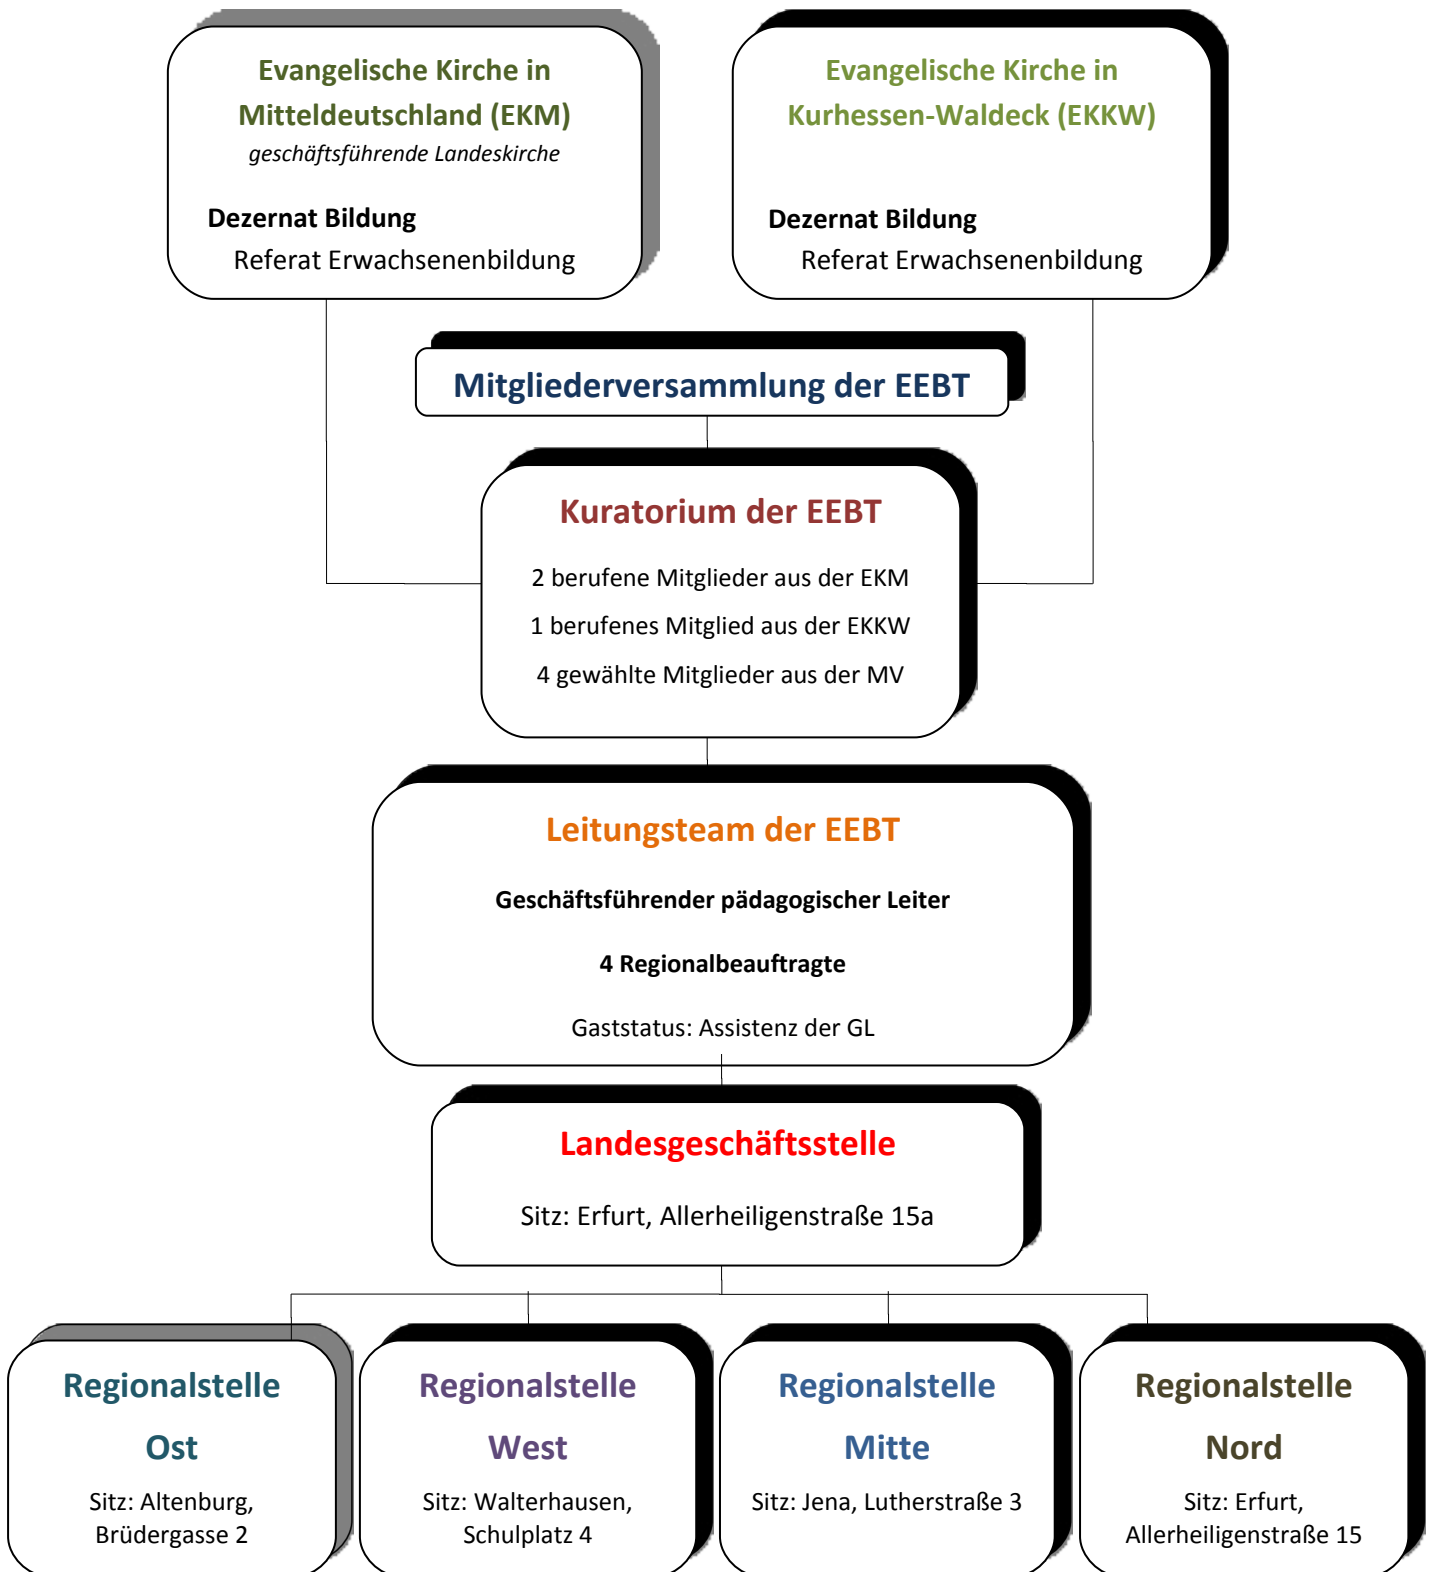 Evangelische Kirche in
Mitteldeutschland (EKM)
geschäftsführende Landeskirche
Dezernat Bildung
Referat Erwachsenenbildung
Evangelische Kirche in
Kurhessen-Waldeck (EKKW)
Dezernat Bildung
Referat Erwachsenenbildung
Mitgliederversammlung der EEBT
Kuratorium der EEBT
2 berufene Mitglieder aus der EKM
1 berufenes Mitglied aus der EKKW
4 gewählte Mitglieder aus der MV
Leitungsteam der EEBT
Geschäftsführender pädagogischer Leiter
4 Regionalbeauftragte
Gaststatus: Assistenz der GL
Landesgeschäftsstelle
Sitz: Erfurt, Allerheiligenstraße 15a
Regionalstelle
Ost
Sitz: Altenburg,
Brüdergasse 2
Regionalstelle
West
Sitz: Walterhausen,
Schulplatz 4
Regionalstelle
Mitte
Sitz: Jena, Lutherstraße 3
Regionalstelle
Nord
Sitz: Erfurt,
Allerheiligenstraße 15